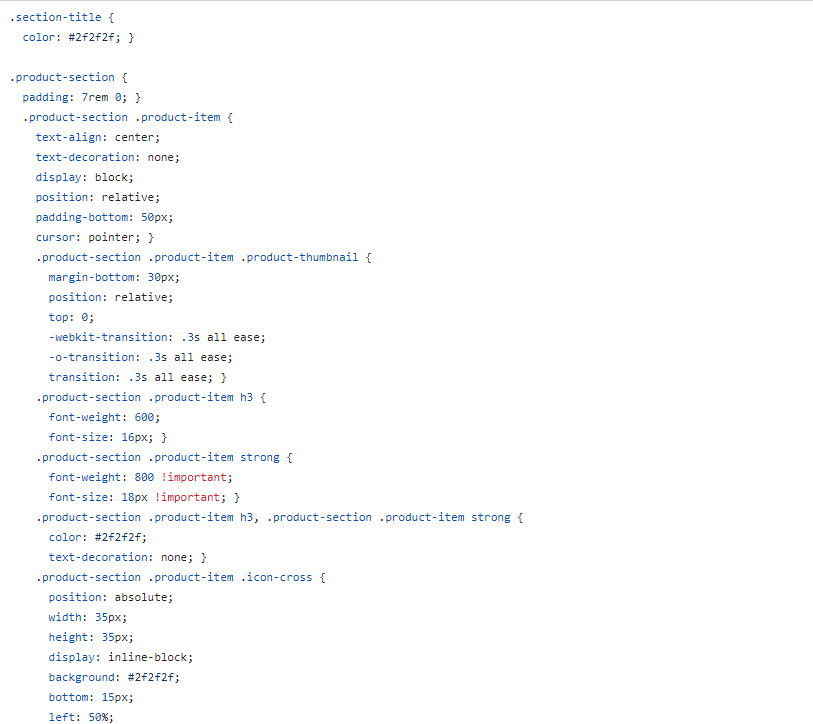 .section-title {
  color: #2f2f2f; }

.product-section {
  padding: 7rem 0; }
  .product-section .product-item {
    text-align: center;
    text-decoration: none;
    display: block;
    position: relative;
    padding-bottom: 50px;
    cursor: pointer; }
    .product-section .product-item .product-thumbnail {
      margin-bottom: 30px;
      position: relative;
      top: 0;
      -webkit-transition: .3s all ease;
      -o-transition: .3s all ease;
      transition: .3s all ease; }
    .product-section .product-item h3 {
      font-weight: 600;
      font-size: 16px; }
    .product-section .product-item strong {
      font-weight: 800 !important;
      font-size: 18px !important; }
    .product-section .product-item h3, .product-section .product-item strong {
      color: #2f2f2f;
      text-decoration: none; }
    .product-section .product-item .icon-cross {
      position: absolute;
      width: 35px;
      height: 35px;
      display: inline-block;
      background: #2f2f2f;
      bottom: 15px;
      left: 50%;